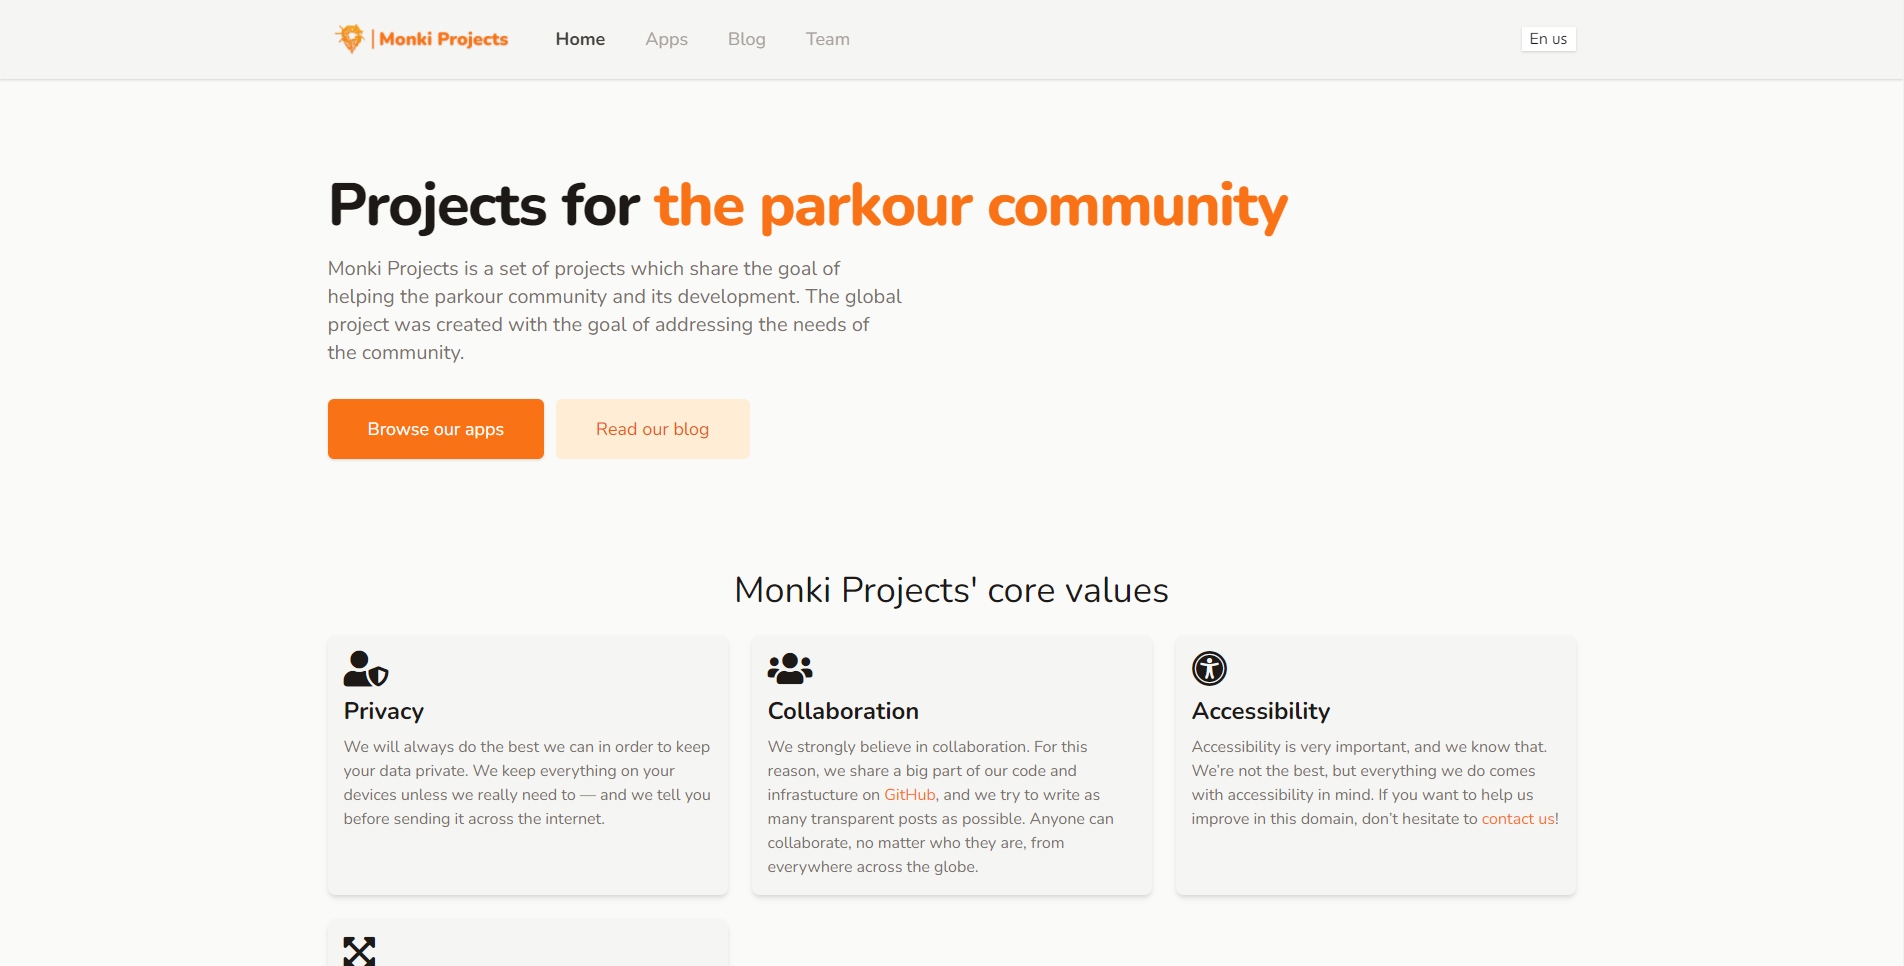 Monki Projects
Home
Apps
Blog
Team
En us
Projects for the parkour community
Monki Projects is a set of projects which share the goal of
helping the parkour community and its development. The global
project was created with the goal of addressing the needs of
the community.
Browse our apps
Read our blog
Monki Projects' core values
Privacy
We will always do the best we can in order to keep
your data private. We keep everything on your
devices unless we really need to — and we tell you
before sending it across the internet.
Collaboration
We strongly believe in collaboration. For this
reason, we share a big part of our code and
infrastucture on GitHub, and we try to write as
many transparent posts as possible. Anyone can
collaborate, no matter who they are, from
everywhere across the globe.
Accessibility
Accessibility is very important, and we know that.
We’re not the best, but everything we do comes
with accessibility in mind. If you want to help us
improve in this domain, don’t hesitate to contact us!